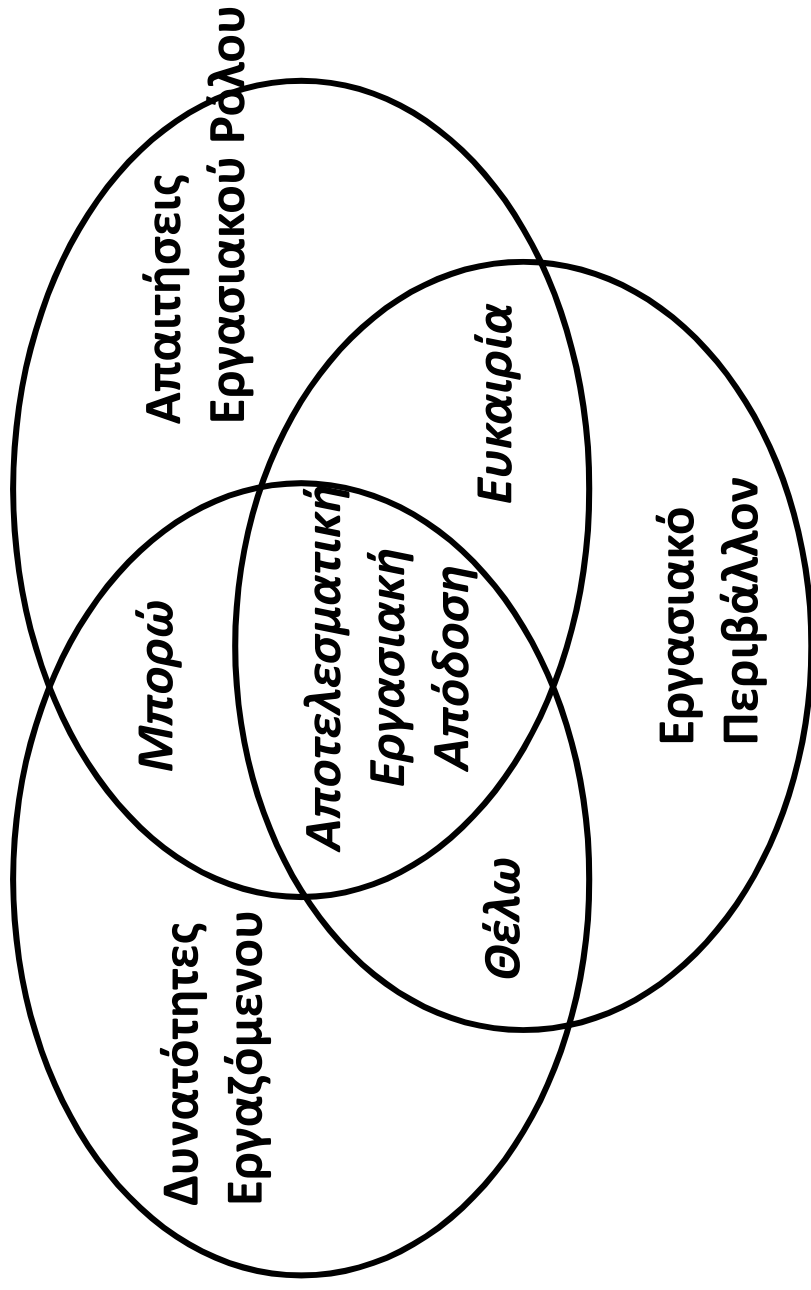 Δυνατότητες
Εργαζόμενου
Μπορώ
Απαιτήσεις
Εργασιακού Ρόλου
Αποτελεσματική
Εργασιακή
Απόδοση
Θέλω
Ευκαιρία
Εργασιακό
Περιβάλλον